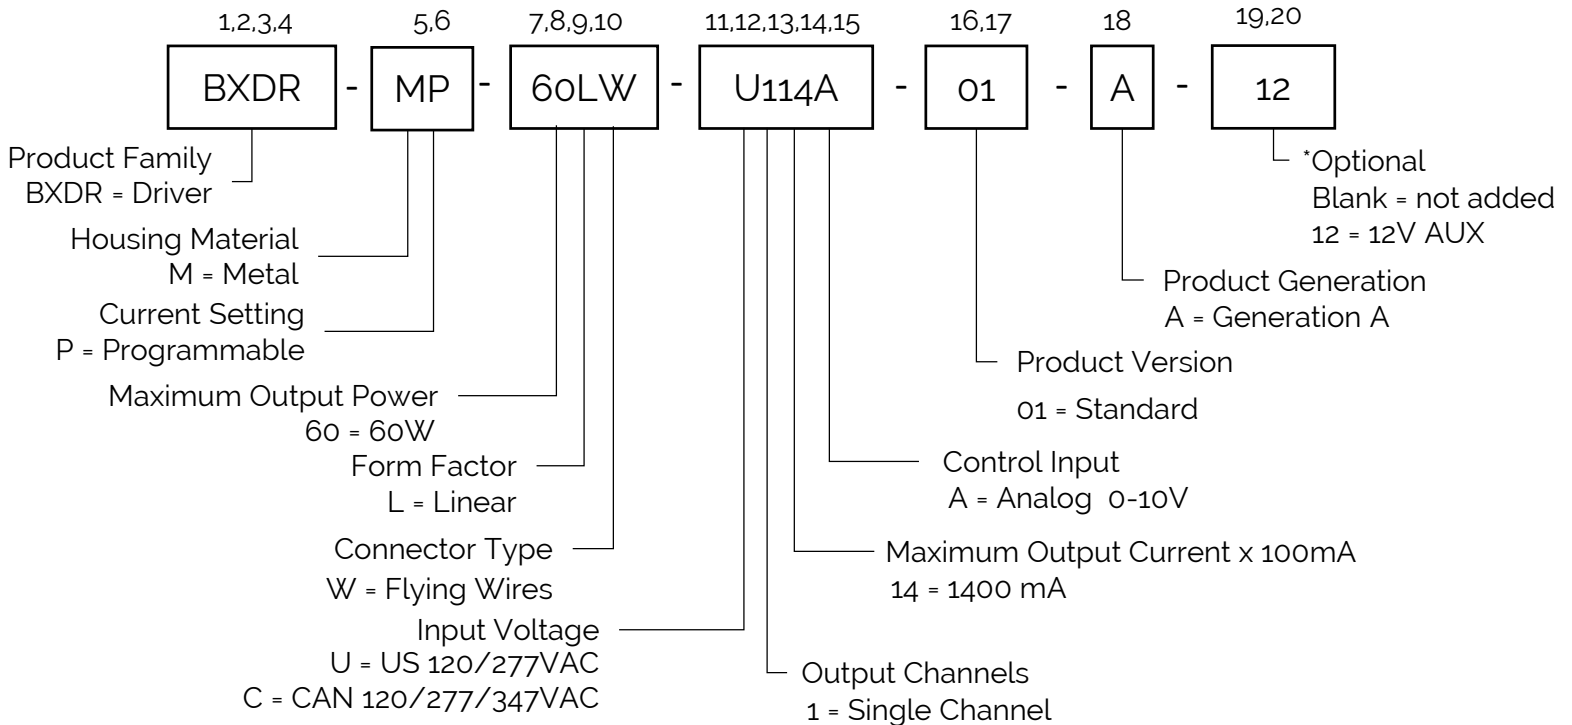 1,2,3,4 5,6 7,8,9,10 11,12,13,14,15 16,17 18 19,20
BXDR - MP - 60LW - U114A - 01 - A - 12
Product Family
BXDR = Driver
Housing Material
M = Metal
Current Setting
P = Programmable
Maximum Output Power
60 = 60W
Form Factor
L = Linear
Connector Type
W = Flying Wires
Input Voltage
U = US 120/277VAC
C = CAN 120/277/347VAC
Output Channels
1 = Single Channel
Maximum Output Current x 100mA
14 = 1400 mA
Control Input
A = Analog 0-10V
Product Version
01 = Standard
Product Generation
A = Generation A
*Optional
Blank = not added
12 = 12V AUX